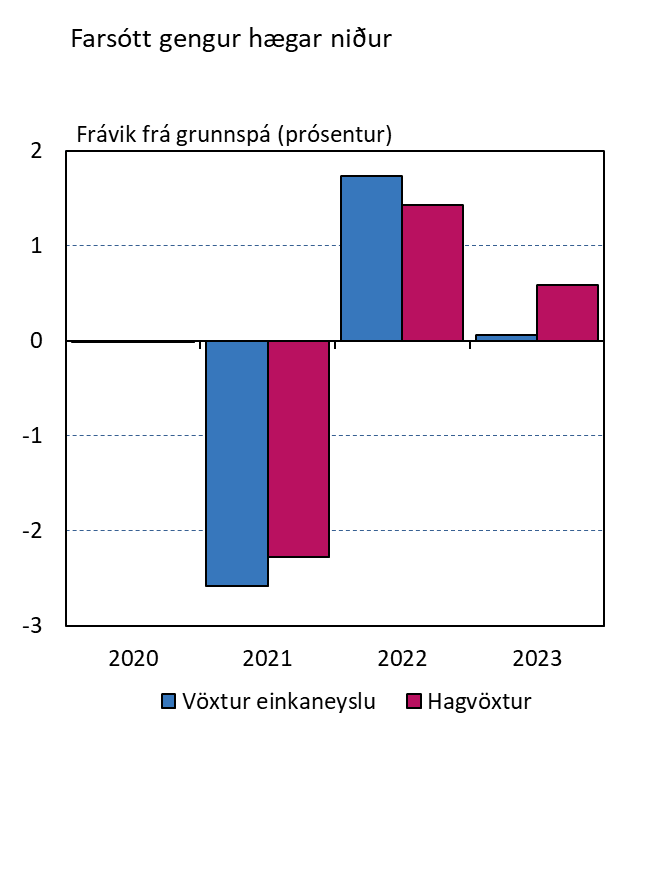 Farsótt gengur hægar niður
Frávik frá grunnspá (prósentur)
2
1
0
-1
-2
-3
2020 2021 2022 2023
Vöxtur einkaneyslu Hagvöxtur